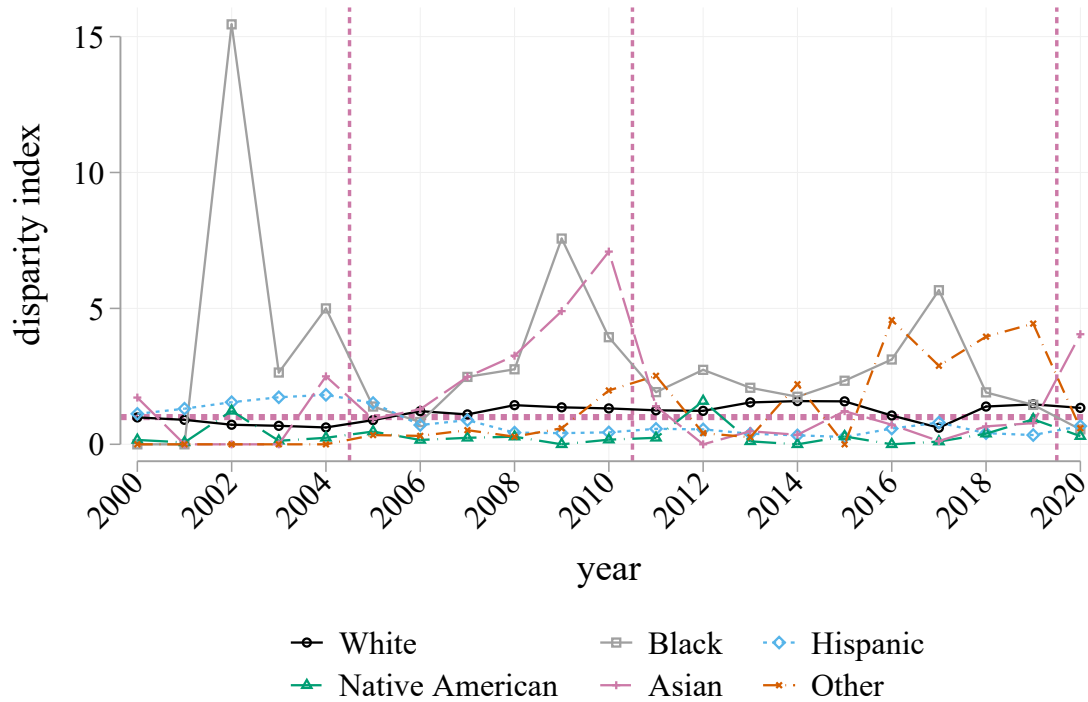 15
10
5
0
disparity index
2000 2002 2004 2006 2008 2010 2012 2014 2016 2018 2020
year
White Black Hispanic
Native American Asian Other